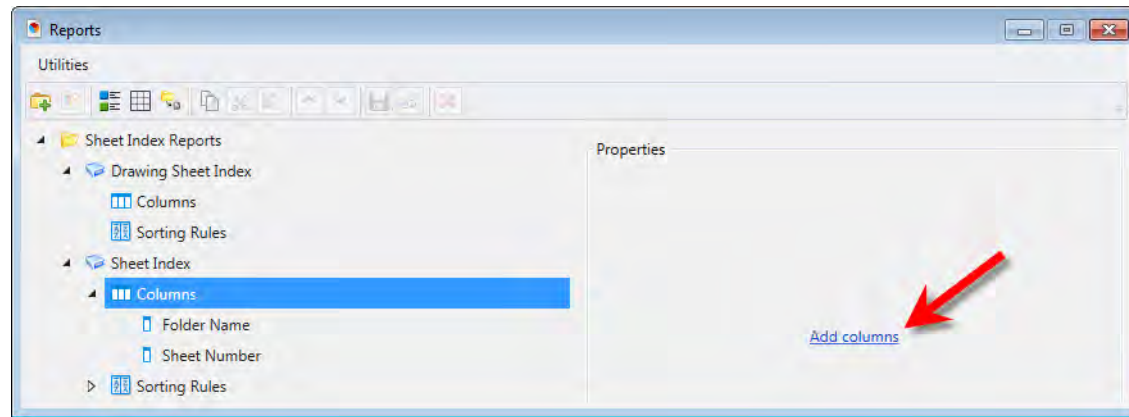 Reports
Utilities
Sheet Index Reports
Drawing Sheet Index
Columns
Sorting Rules
Sheet Index
Columns
Folder Name
Sheet Number
Sorting Rules
Properties
Add columns